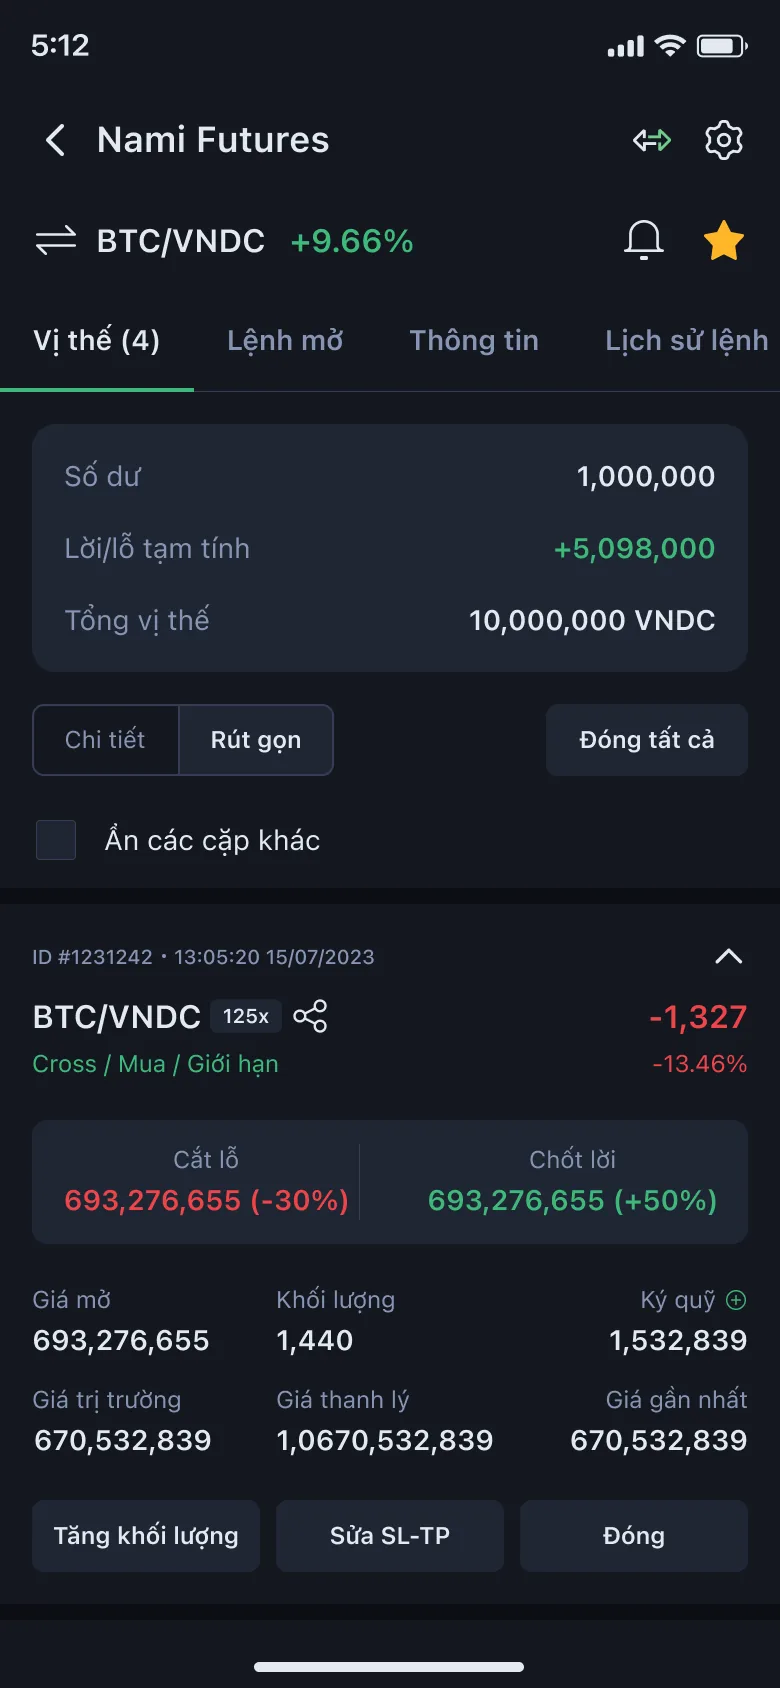 5:12
Nami Futures
BTC/VNDC +9.66%
Vị thế (4) Lệnh mở Thông tin Lịch sử lệnh
Số dư 1,000,000
Lời/lỗ tạm tính +5,098,000
Tổng vị thế 10,000,000 VNDC
Chi tiết Rút gọn Đóng tất cả
Ẩn các cặp khác
ID #1231242 • 13:05:20 15/07/2023
BTC/VNDC 125x -1,327
Cross / Mua / Giới hạn -13.46%
Cắt lỗ Chốt lời
693,276,655 (-30%) 693,276,655 (+50%)
Giá mở Khối lượng Ký quỹ
693,276,655 1,440 1,532,839
Giá trị trường Giá thanh lý Giá gần nhất
670,532,839 1,0670,532,839 670,532,839
Tăng khối lượng Sửa SL-TP Đóng